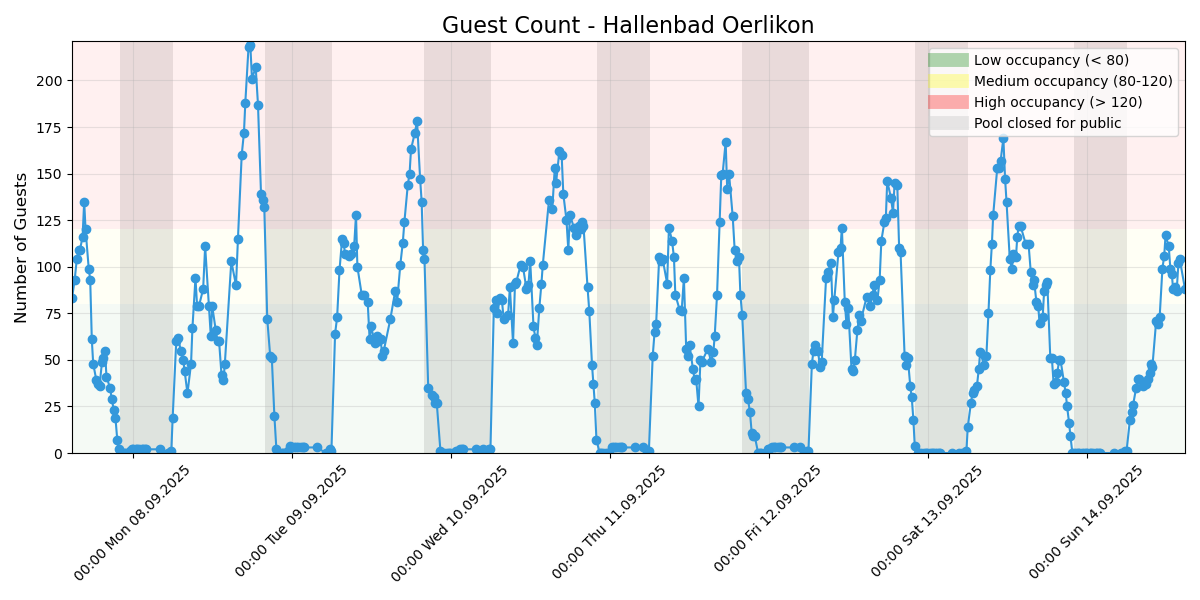 Guest Count - Hallenbad Oerlikon
Number of Guests
200
175
150
125
100
75
50
25
0
Low occupancy (< 80)
Medium occupancy (80-120)
High occupancy (> 120)
Pool closed for public
00:00 Mon 08.09.2025
00:00 Tue 09.09.2025
00:00 Wed 10.09.2025
00:00 Thu 11.09.2025
00:00 Fri 12.09.2025
00:00 Sat 13.09.2025
00:00 Sun 14.09.2025